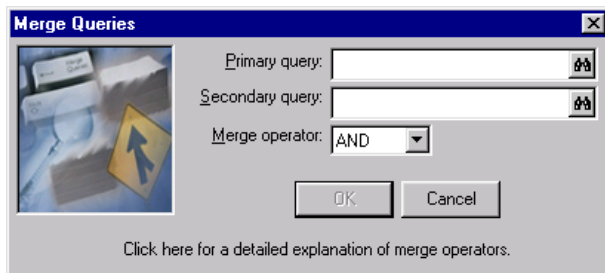 Merge Queries
Primary query:
Secondary query:
Merge operator: AND
OK Cancel
Click here for a detailed explanation of merge operators.